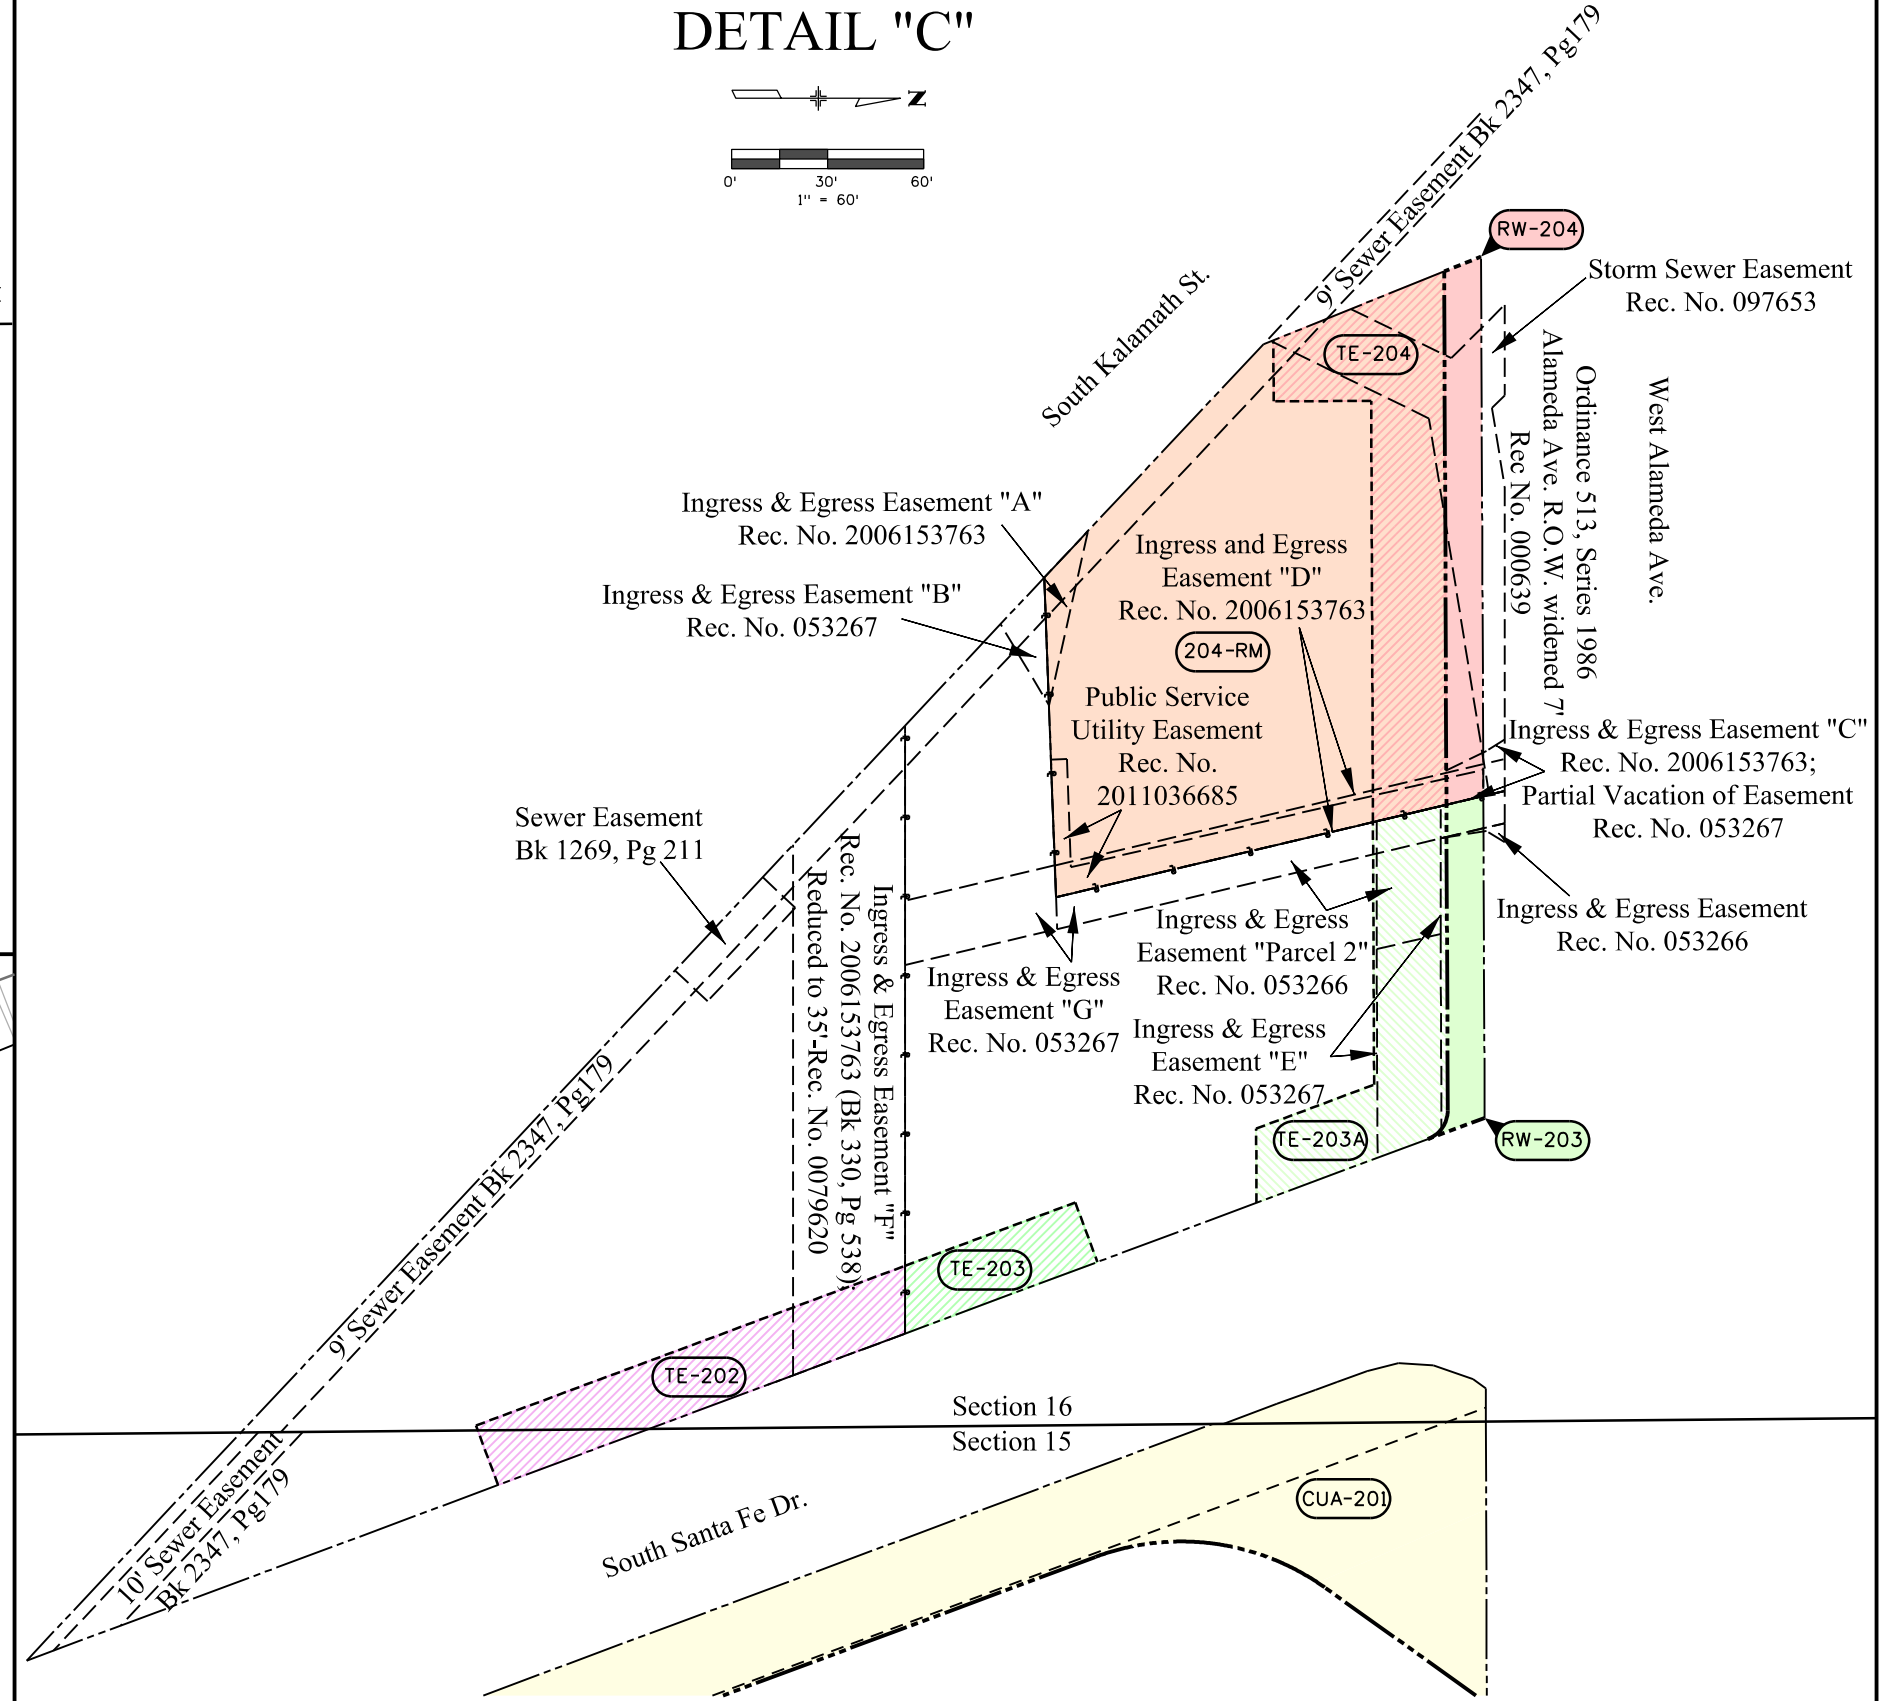 DETAIL "C"
N
0' 30' 60'
1" = 60'
9' Sewer Easement Bk 2347, Pg179
RW-204
Storm Sewer Easement
Rec. No. 097653
TE-204
South Kalamath St.
West Alameda Ave.
Ordinance 513, Series 1986
Alameda Ave. R.O.W. widened 7'
Rec No. 000639
Ingress & Egress Easement "A"
Rec. No. 2006153763
Ingress and Egress
Easement "D"
Rec. No. 2006153763
Ingress & Egress Easement "B"
Rec. No. 053267
204-RM
Public Service
Utility Easement
Rec. No.
2011036685
Ingress & Egress Easement "C"
Rec. No. 2006153763;
Partial Vacation of Easement
Rec. No. 053267
Sewer Easement
Bk 1269, Pg 211
Ingress & Egress Easement "F"
Rec. No. 2006153763 (Bk 330, Pg 538)
Reduced to 35'-Rec. No. 0079620
Ingress & Egress
Easement "Parcel 2"
Rec. No. 053266
Ingress & Egress Easement
Rec. No. 053266
Ingress & Egress
Easement "G"
Rec. No. 053267
Ingress & Egress
Easement "E"
Rec. No. 053267
TE-203A
RW-203
9' Sewer Easement Bk 2347, Pg179
TE-203
TE-202
Section 16
Section 15
10' Sewer Easement
Bk 2347, Pg179
South Santa Fe Dr.
CUA-201